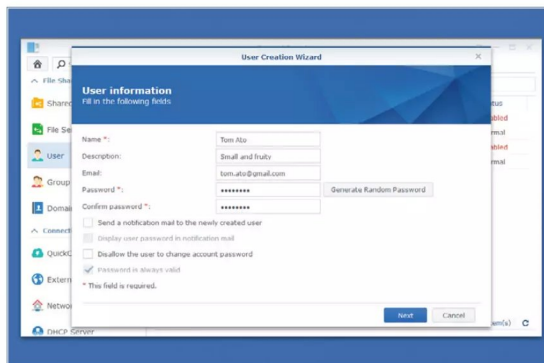 User Creation Wizard
User information
Fill in the following fields
File Sha
Shared
File Se
User
Group
Domai
Connecti
QuickC
Extern
Networ
DHCP Server
Name *:
Tom Ato
Description:
Small and fruity
Email:
tom.ato@gmail.com
Password *:
••••••••
Generate Random Password
Confirm password *:
••••••••
Send a notification mail to the newly created user
Display user password in notification mail
Disallow the user to change account password
Password is always valid
* This field is required.
Next
Cancel
tus
abled
rmal
abled
rmal
em(s)